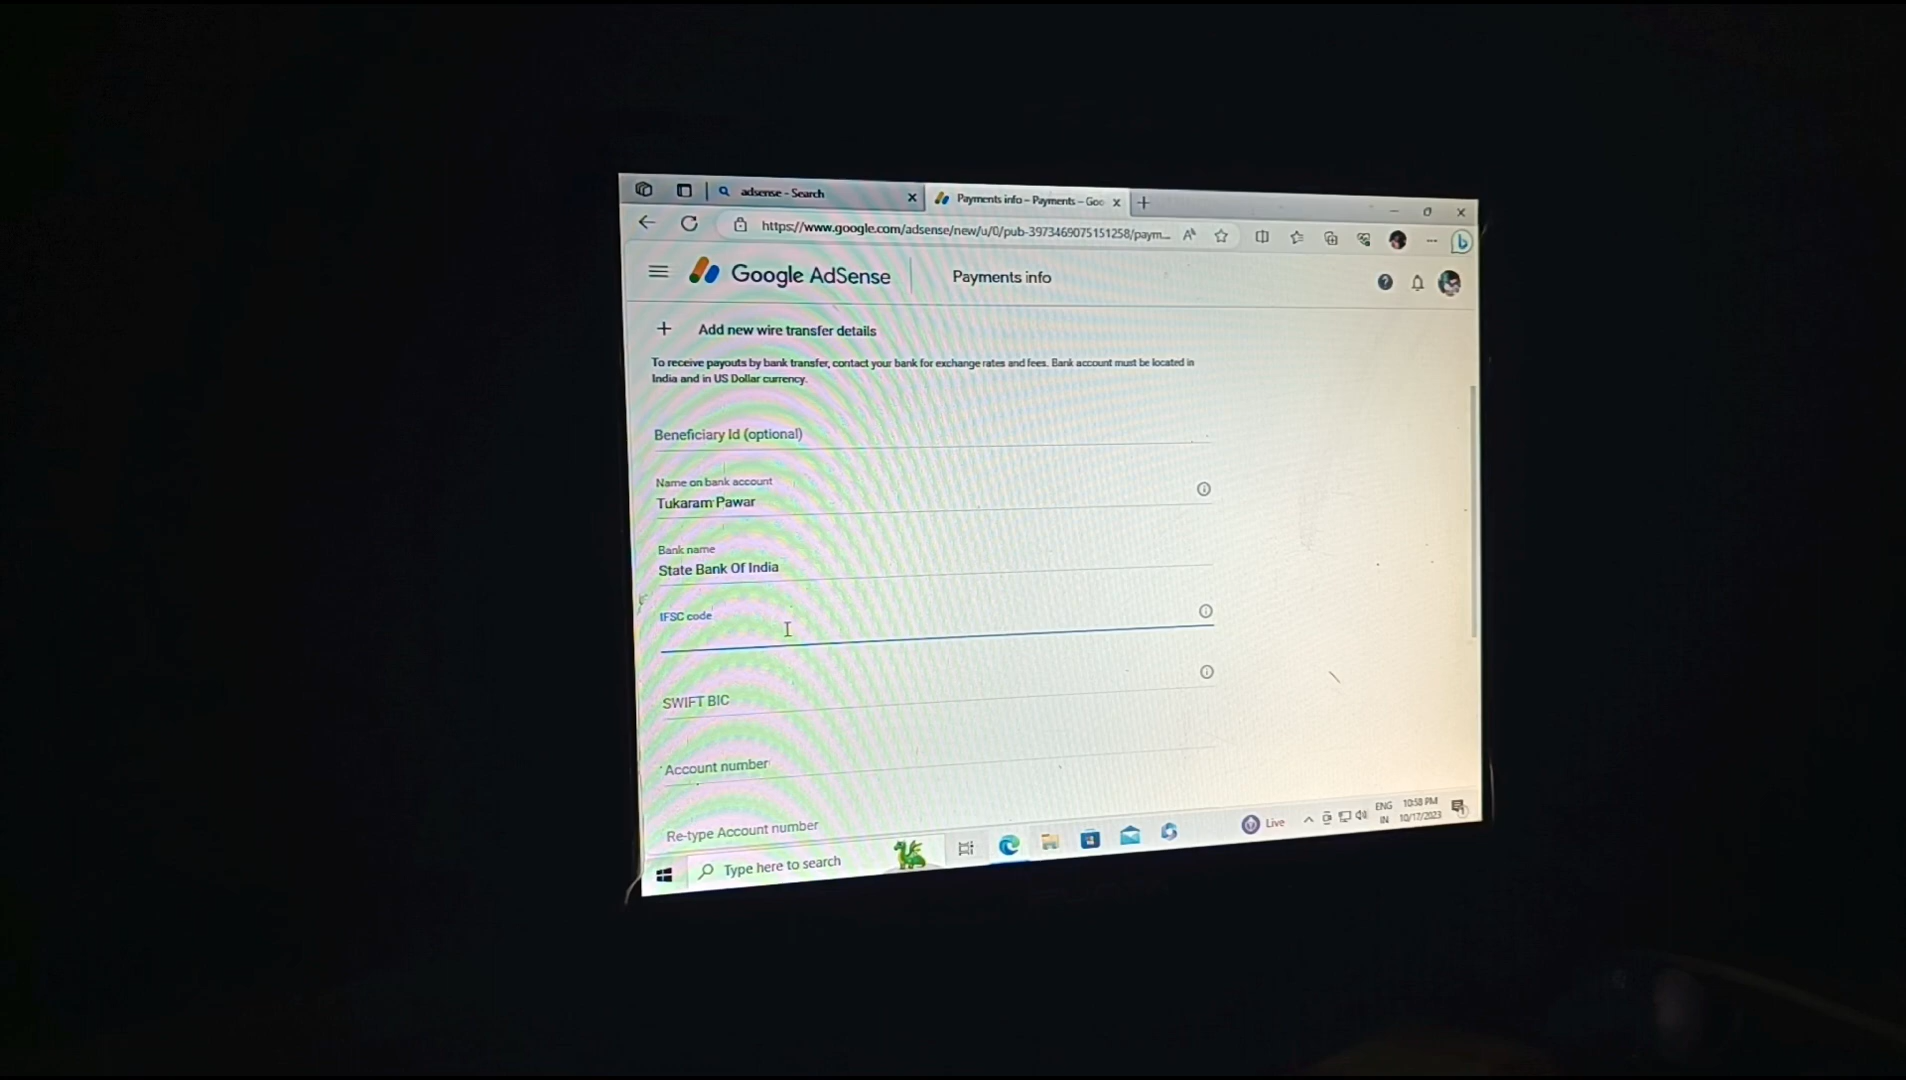 adsense - Search
Payments info - Payments - Goo
https://www.google.com/adsense/new/u/0/pub-3973469075151258/paym...
Google AdSense
Payments info
Add new wire transfer details
To receive payouts by bank transfer, contact your bank for exchange rates and fees. Bank account must be located in
India and in US Dollar currency.
Beneficiary Id (optional)
Name on bank account
Tukaram Pawar
Bank name
State Bank Of India
IFSC code
SWIFT BIC
Account number
Re-type Account number
Type here to search
Live
ENG
IN
10:58 PM
10/17/2023